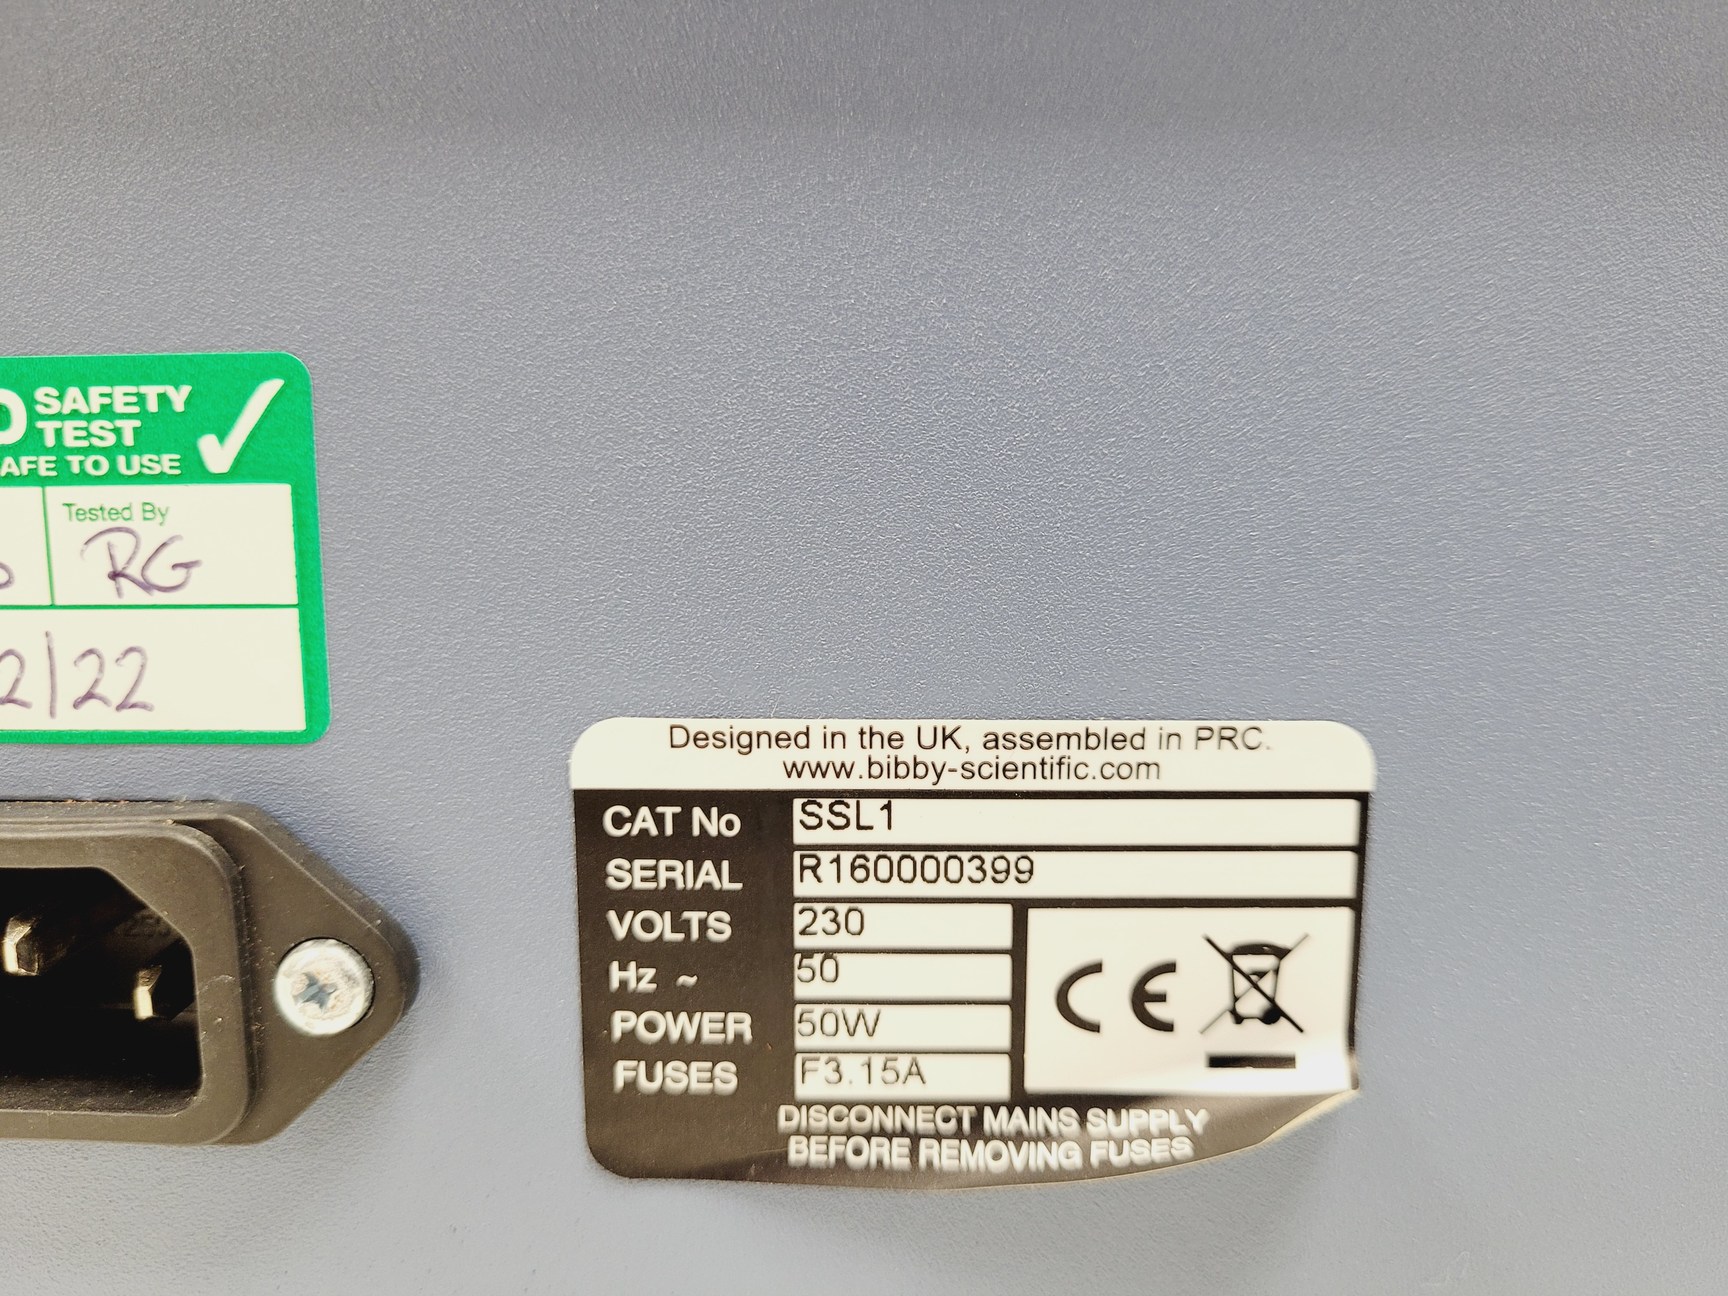 SAFETY
TEST
TO USE
Tested By
RG
2/22
Designed in the UK, assembled in PRC.
www.bibby-scientific.com
CAT No SSL1
SERIAL R160000399
VOLTS 230
Hz ~ 50
POWER 50W
FUSES F3.15A
CE
DISCONNECT MAINS SUPPLY
BEFORE REMOVING FUSES